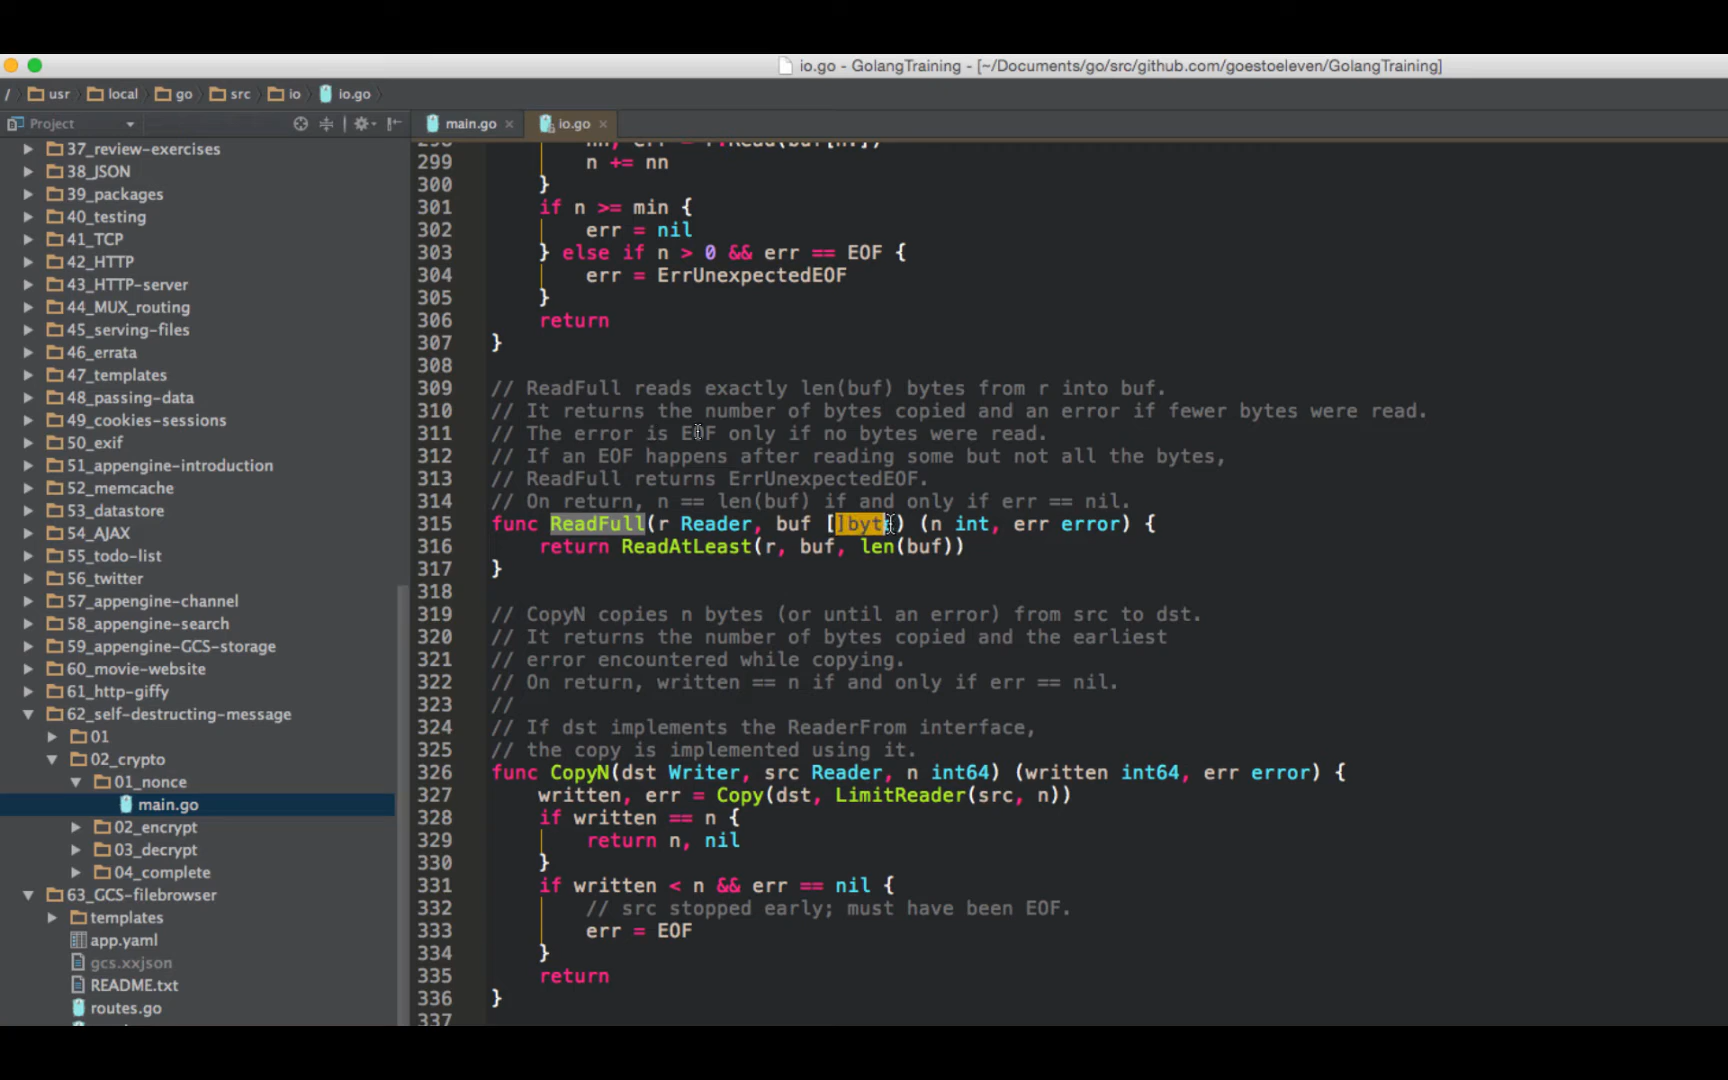 io.go - GolangTraining - [~/Documents/go/src/github.com/goestoeleven/GolangTraining]
/ usr local go src io io.go
Project
main.go
io.go
37_review-exercises
38_JSON
39_packages
40_testing
41_TCP
42_HTTP
43_HTTP-server
44_MUX_routing
45_serving-files
46_errata
47_templates
48_passing-data
49_cookies-sessions
50_exif
51_appengine-introduction
52_memcache
53_datastore
54_AJAX
55_todo-list
56_twitter
57_appengine-channel
58_appengine-search
59_appengine-GCS-storage
60_movie-website
61_http-giffy
62_self-destructing-message
01
02_crypto
01_nonce
main.go
02_encrypt
03_decrypt
04_complete
63_GCS-filebrowser
templates
app.yaml
gcs.xxjson
README.txt
routes.go
299 n += nn
300 }
301 if n >= min {
302 err = nil
303 } else if n > 0 && err == EOF {
304 err = ErrUnexpectedEOF
305 }
306 return
307 }
308
309 // ReadFull reads exactly len(buf) bytes from r into buf.
310 // It returns the number of bytes copied and an error if fewer bytes were read.
311 // The error is EOF only if no bytes were read.
312 // If an EOF happens after reading some but not all the bytes,
313 // ReadFull returns ErrUnexpectedEOF.
314 // On return, n == len(buf) if and only if err == nil.
315 func ReadFull(r Reader, buf []byte) (n int, err error) {
316 return ReadAtLeast(r, buf, len(buf))
317 }
318
319 // CopyN copies n bytes (or until an error) from src to dst.
320 // It returns the number of bytes copied and the earliest
321 // error encountered while copying.
322 // On return, written == n if and only if err == nil.
323 //
324 // If dst implements the ReaderFrom interface,
325 // the copy is implemented using it.
326 func CopyN(dst Writer, src Reader, n int64) (written int64, err error) {
327 written, err = Copy(dst, LimitReader(src, n))
328 if written == n {
329 return n, nil
330 }
331 if written < n && err == nil {
332 // src stopped early; must have been EOF.
333 err = EOF
334 }
335 return
336 }
337